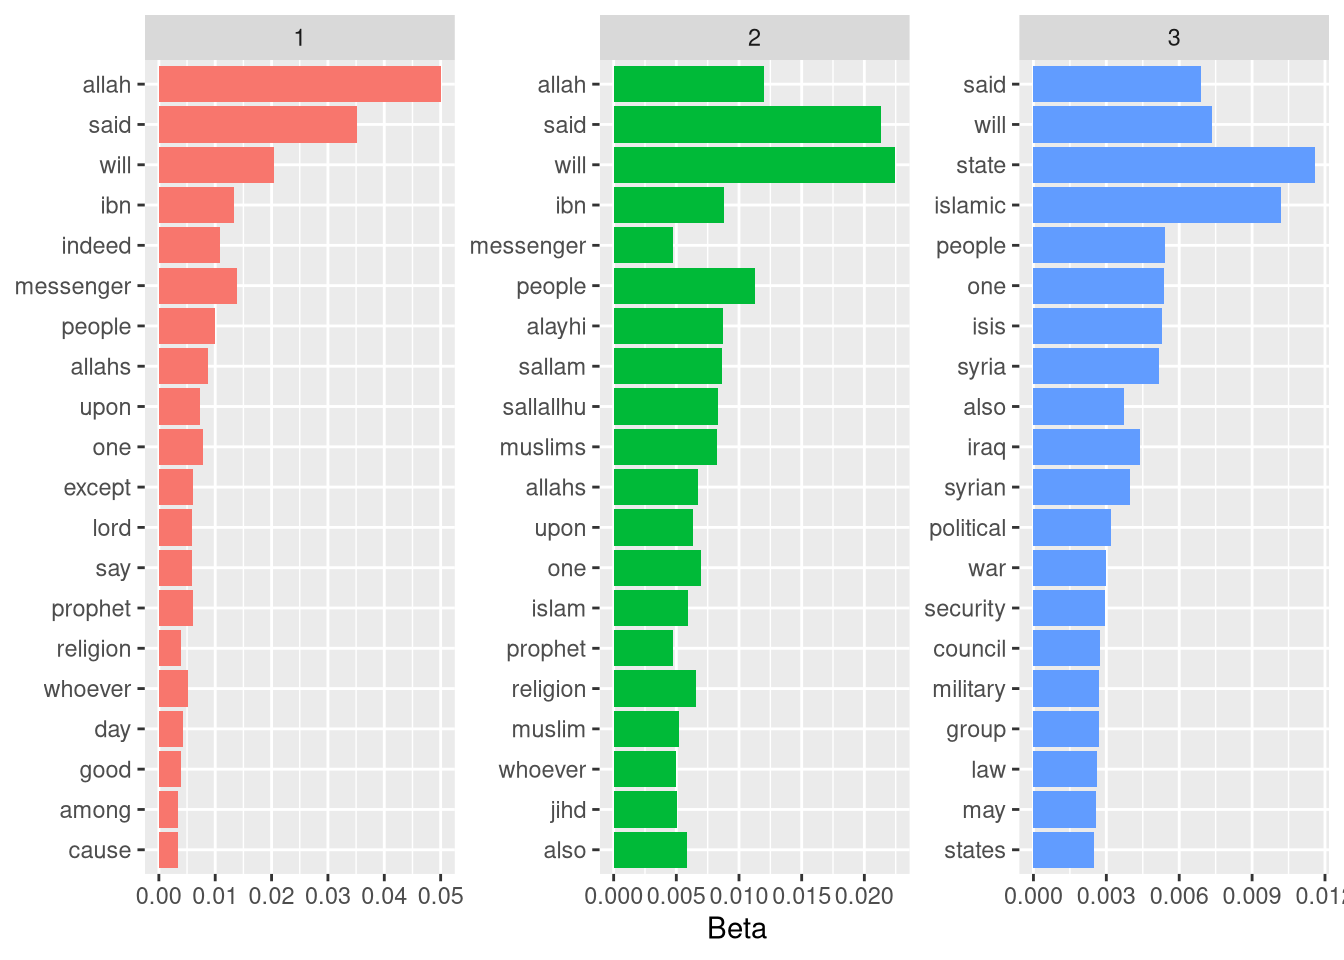 1
allah
said
will
ibn
indeed
messenger
people
allahs
upon
one
except
lord
say
prophet
religion
whoever
day
good
among
cause
0.00 0.01 0.02 0.03 0.04 0.05
2
allah
said
will
ibn
messenger
people
alayhi
sallam
sallallhu
muslims
allahs
upon
one
islam
prophet
religion
muslim
whoever
jihd
also
0.000 0.005 0.010 0.015 0.020
3
said
will
state
islamic
people
one
isis
syria
also
iraq
syrian
political
war
security
council
military
group
law
may
states
0.000 0.003 0.006 0.009 0.012
Beta